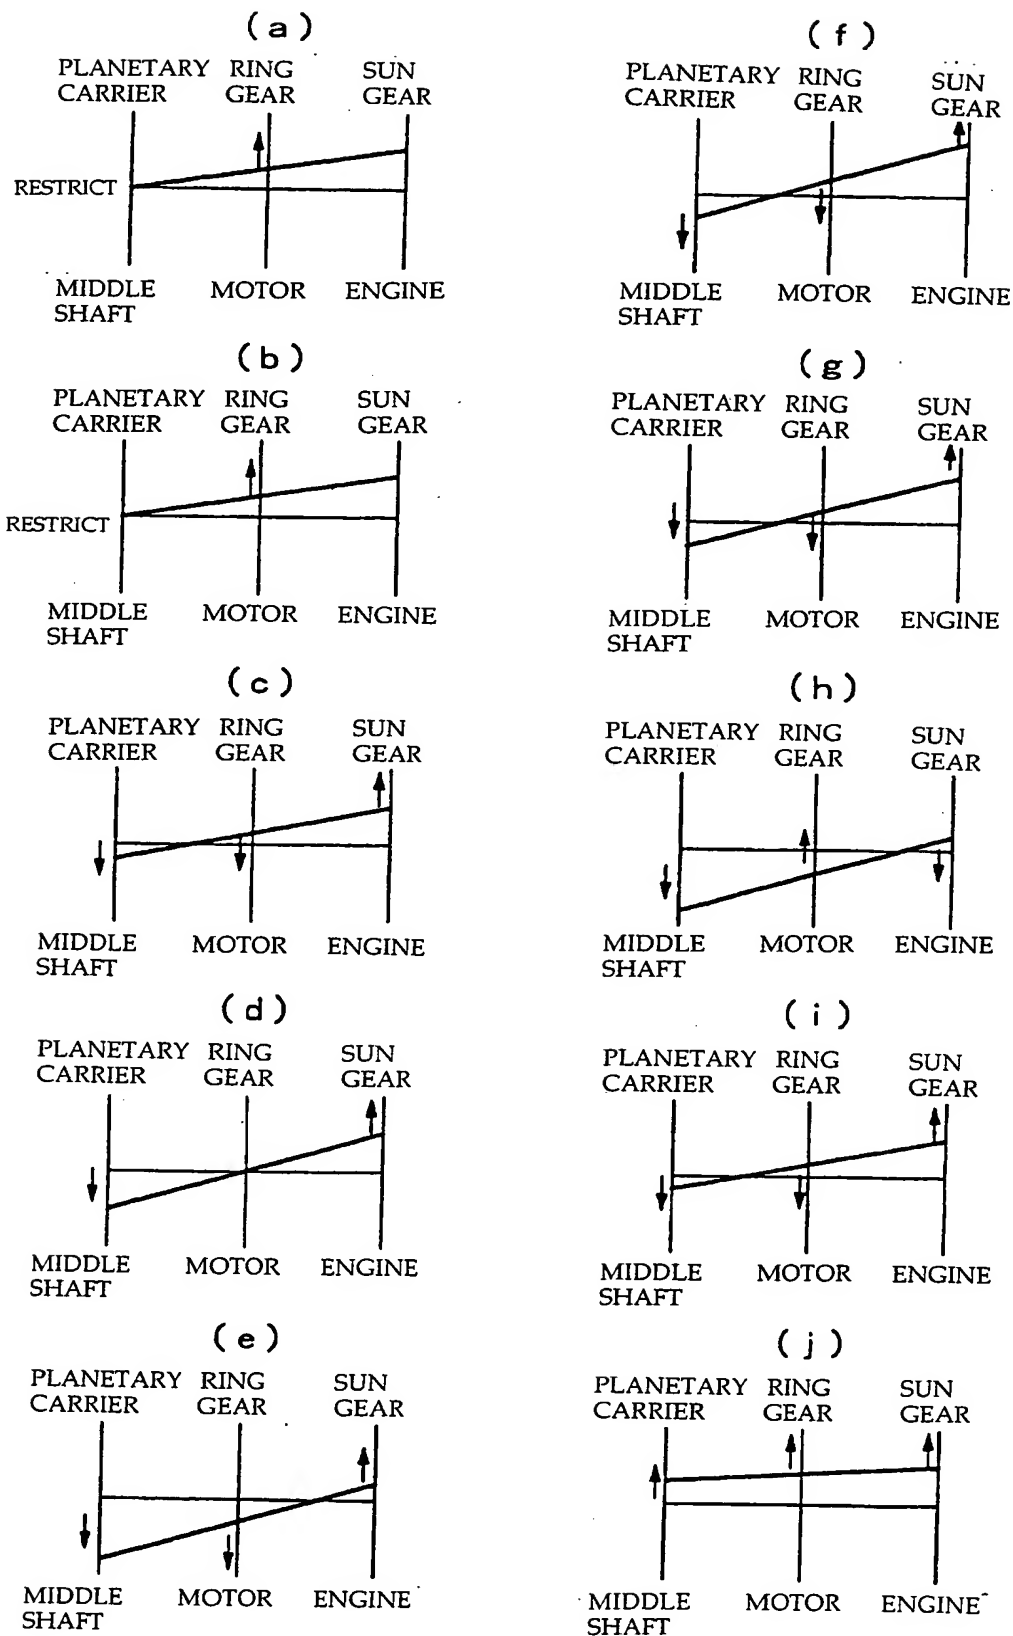 (a)
PLANETARY RING SUN
CARRIER GEAR GEAR
RESTRICT
MIDDLE MOTOR ENGINE
SHAFT
(b)
PLANETARY RING SUN
CARRIER GEAR GEAR
RESTRICT
MIDDLE MOTOR ENGINE
SHAFT
(c)
PLANETARY RING SUN
CARRIER GEAR GEAR
MIDDLE MOTOR ENGINE
SHAFT
(d)
PLANETARY RING SUN
CARRIER GEAR GEAR
MIDDLE MOTOR ENGINE
SHAFT
(e)
PLANETARY RING SUN
CARRIER GEAR GEAR
MIDDLE MOTOR ENGINE
SHAFT
(f)
PLANETARY RING SUN
CARRIER GEAR GEAR
MIDDLE MOTOR ENGINE
SHAFT
(g)
PLANETARY RING SUN
CARRIER GEAR GEAR
MIDDLE MOTOR ENGINE
SHAFT
(h)
PLANETARY RING SUN
CARRIER GEAR GEAR
MIDDLE MOTOR ENGINE
SHAFT
(i)
PLANETARY RING SUN
CARRIER GEAR GEAR
MIDDLE MOTOR ENGINE
SHAFT
(j)
PLANETARY RING SUN
CARRIER GEAR GEAR
MIDDLE MOTOR ENGINE
SHAFT